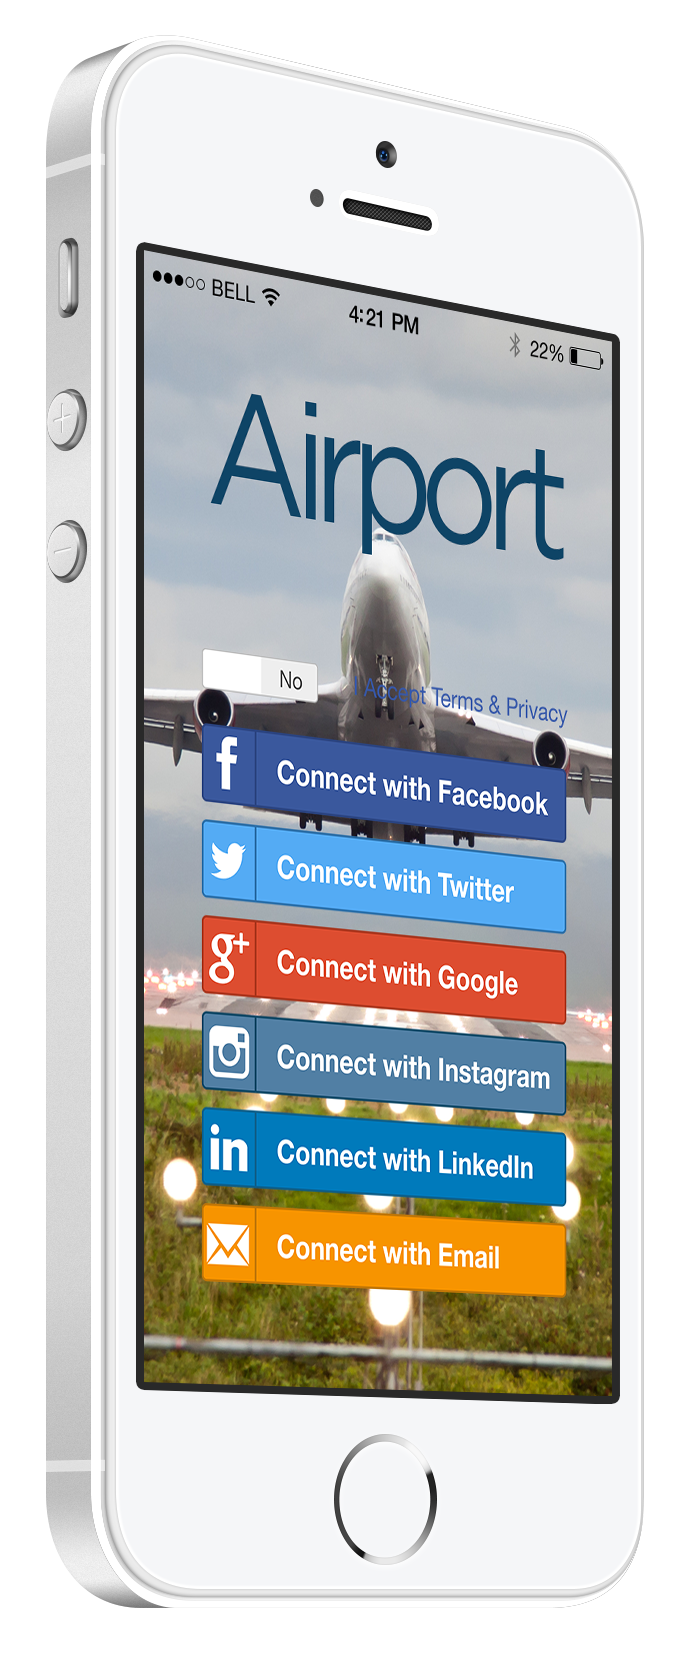 BELL 4:21 PM 22%
Airport
No
I Accept Terms & Privacy
f Connect with Facebook
Connect with Twitter
g+ Connect with Google
Connect with Instagram
in Connect with LinkedIn
Connect with Email